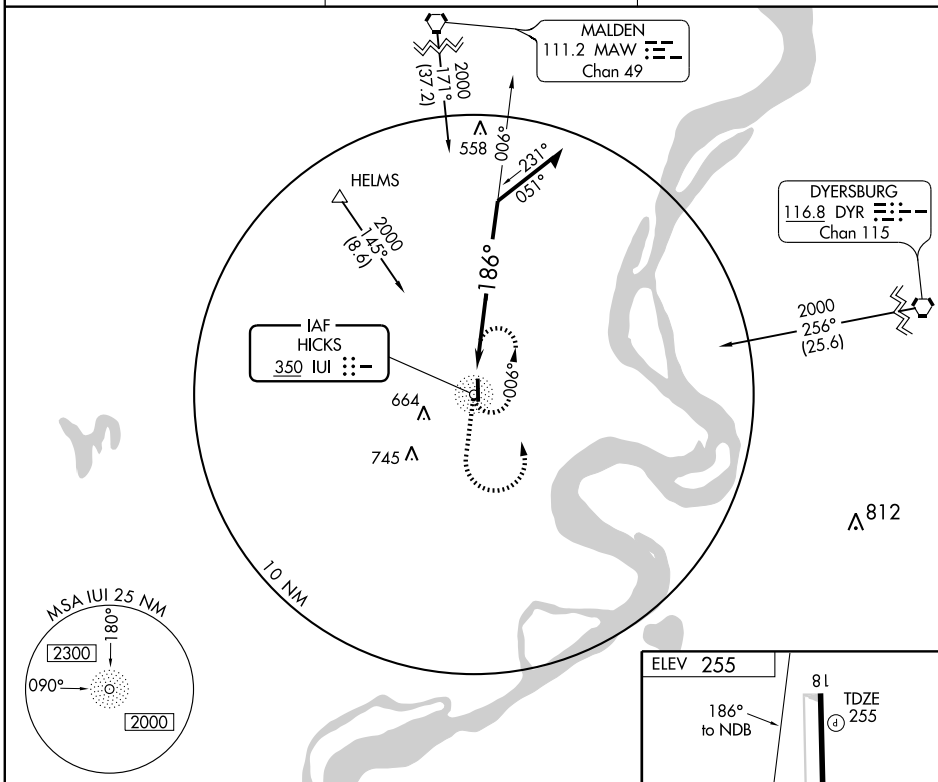 MALDEN
111.2 MAW
Chan 49
2000
171°
(37.2)
558
006°
231°
051°
HELMS
2000
145°
(8.6)
186°
DYERSBURG
116.8 DYR
Chan 115
2000
256°
(25.6)
IAF
HICKS
350 IUI
006°
664
745
812
10 NM
MSA IUI 25 NM
180°
2300
090°
2000
ELEV 255
186°
to NDB
18
TDZE
255